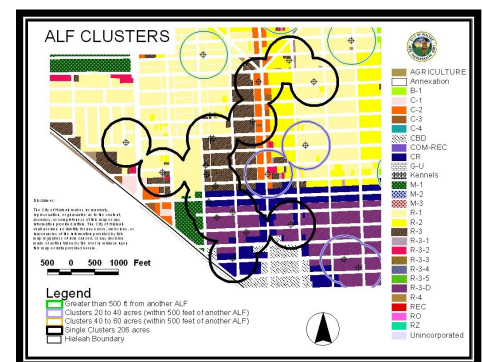 ALF CLUSTERS
AGRICULTURE
Annexation
B-1
C-1
C-2
C-3
C-4
CBD
COM-REC
CR
G-U
Kennels
M-1
M-2
M-3
R-1
R-2
R-3
R-3-1
R-3-2
R-3-3
R-3-4
R-3-5
R-3-D
R-4
REC
RO
RZ
Unincorporated
Disclaimer:
500 0 500 1000 Feet
Legend
Greater than 500 ft from another ALF
Clusters 20 to 40 acres (within 500 feet of another ALF)
Clusters 40 to 60 acres (within 500 feet of another ALF)
Single Clusters 206 acres
Hialeah Boundary